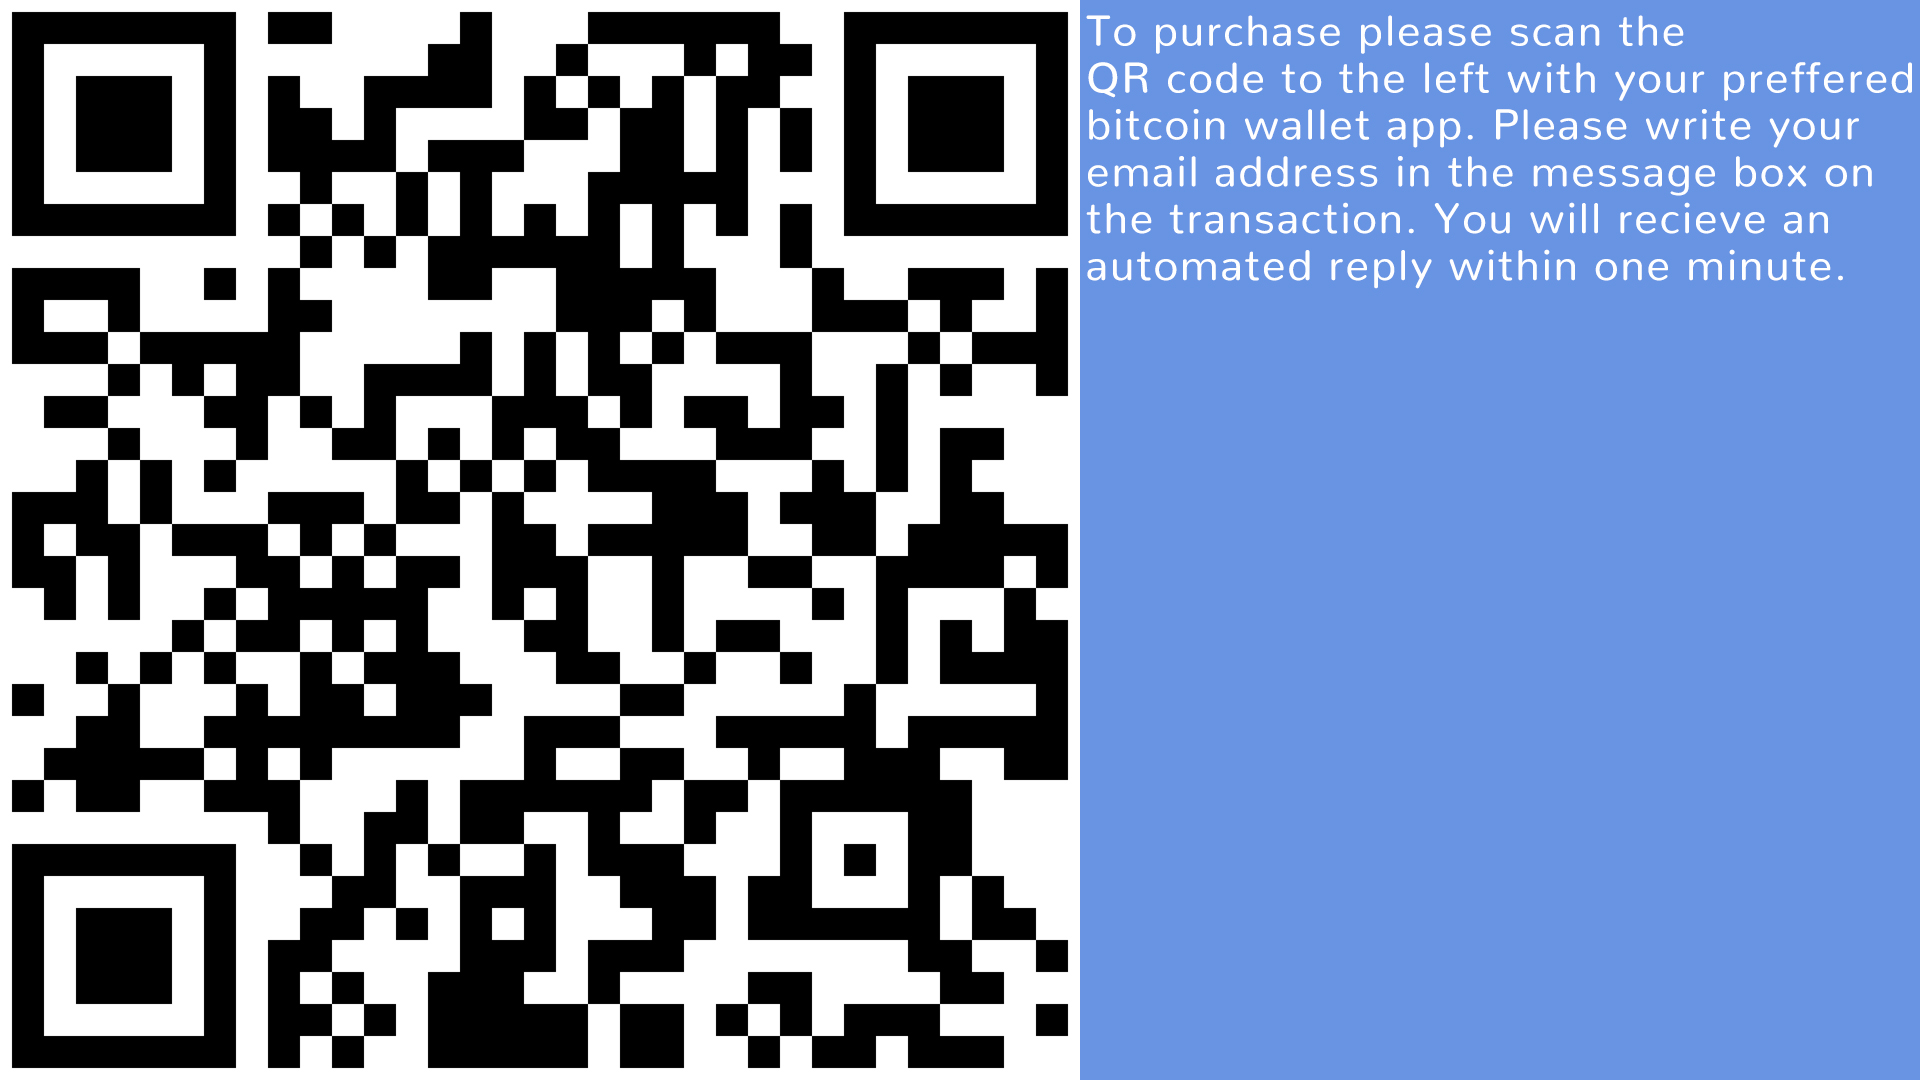 To purchase please scan the
QR code to the left with your preffered
bitcoin wallet app. Please write your
email address in the message box on
the transaction. You will recieve an
automated reply within one minute.